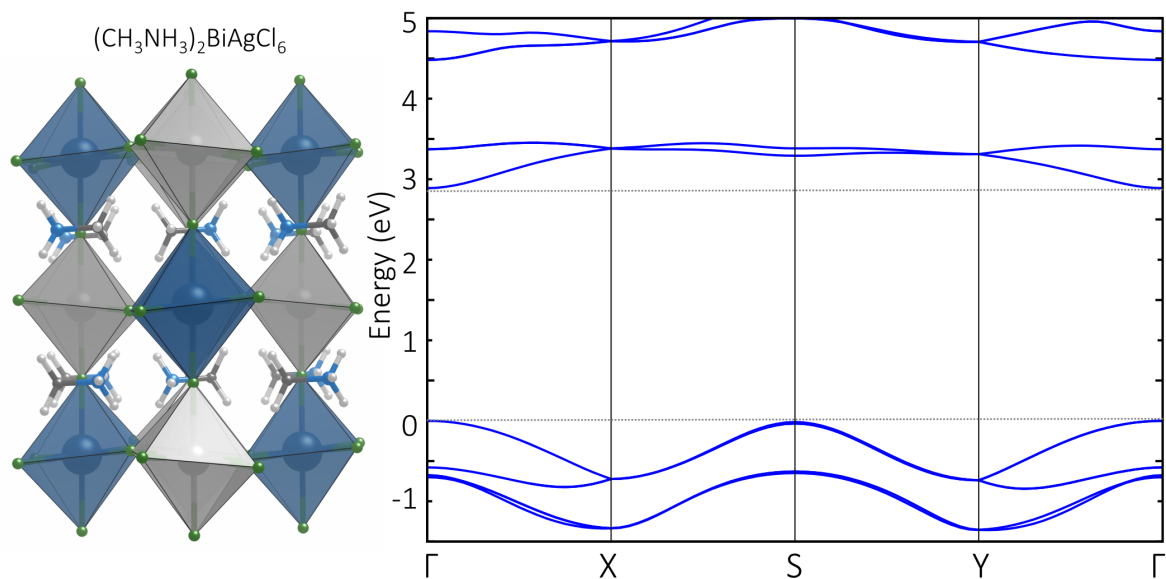 (CH₃NH₃)₂BiAgCl₆
Energy (eV)
5
4
3
2
1
0
-1
Γ X S Y Γ